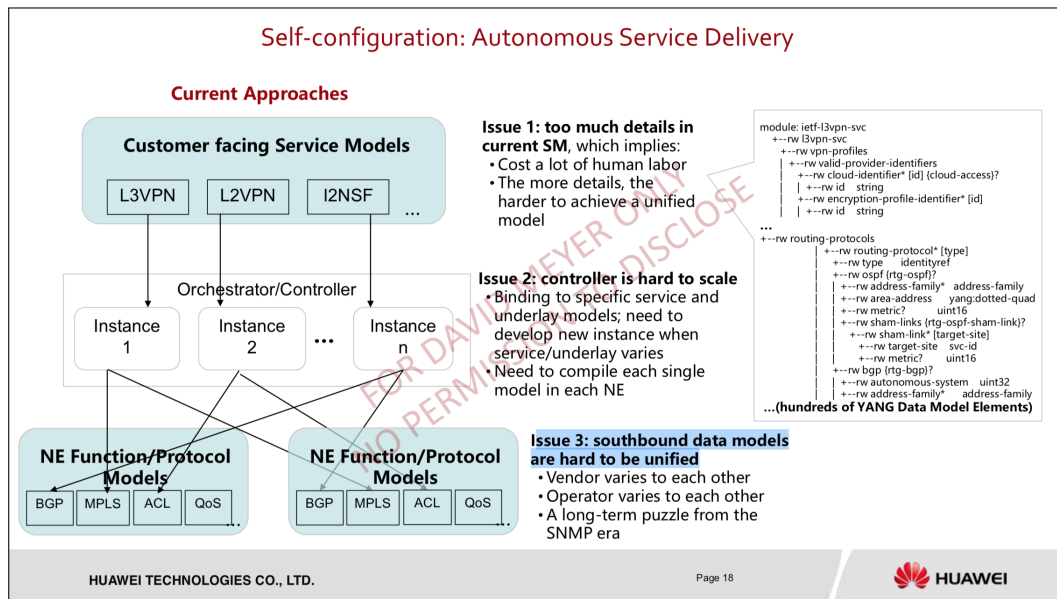 Self-configuration: Autonomous Service Delivery
Current Approaches
Customer facing Service Models
L3VPN
L2VPN
I2NSF
...
Orchestrator/Controller
Instance
1
Instance
2
...
Instance
n
NE Function/Protocol
Models
BGP
MPLS
ACL
QoS
...
NE Function/Protocol
Models
BGP
MPLS
ACL
QoS
...
Issue 1: too much details in
current SM, which implies:
• Cost a lot of human labor
• The more details, the
harder to achieve a unified
model
Issue 2: controller is hard to scale
• Binding to specific service and
underlay models; need to
develop new instance when
service/underlay varies
• Need to compile each single
model in each NE
Issue 3: southbound data models
are hard to be unified
• Vendor varies to each other
• Operator varies to each other
• A long-term puzzle from the
SNMP era
module: ietf-l3vpn-svc
+--rw l3vpn-svc
+--rw vpn-profiles
| +--rw valid-provider-identifiers
| +--rw cloud-identifier* [id] {cloud-access}?
| | +--rw id string
| +--rw encryption-profile-identifier* [id]
| | +--rw id string
...
+--rw routing-protocols
| +--rw routing-protocol* [type]
| +--rw type identityref
| +--rw ospf {rtg-ospf}?
| | +--rw address-family* address-family
| | +--rw area-address yang:dotted-quad
| | +--rw metric? uint16
| | +--rw sham-links {rtg-ospf-sham-link}?
| | +--rw sham-link* [target-site]
| | +--rw target-site svc-id
| | +--rw metric? uint16
| +--rw bgp {rtg-bgp}?
| | +--rw autonomous-system uint32
| | +--rw address-family* address-family
...(hundreds of YANG Data Model Elements)
FOR DAVID MEYER ONLY
NO PERMISSION TO DISCLOSE
HUAWEI TECHNOLOGIES CO., LTD.
Page 18
HUAWEI